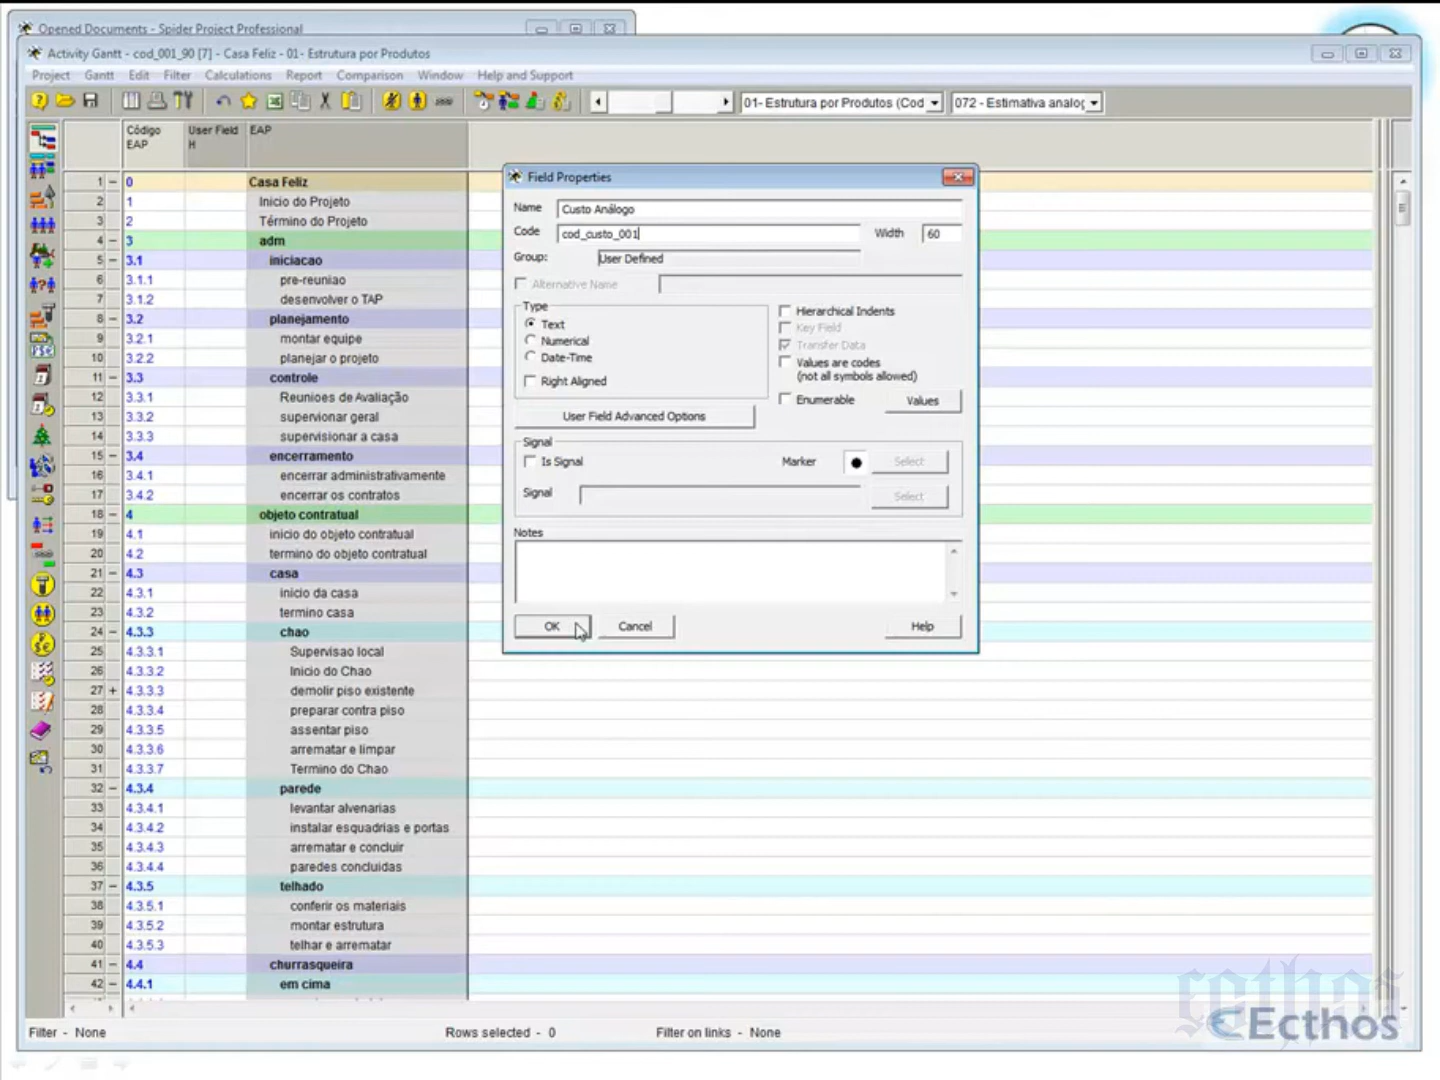 Opened Documents - Spider Project Professional
Activity Gantt - cod_001_90 [7] - Casa Feliz - 01- Estrutura por Produtos
Project Gantt Edit Filter Calculations Report Comparison Window Help and Support
01- Estrutura por Produtos (Cod
072 - Estimativa analog
Código EAP
User Field H
EAP
1 − 0 Casa Feliz
2 1 Inicio do Projeto
3 2 Término do Projeto
4 − 3 adm
5 − 3.1 iniciacao
6 3.1.1 pre-reuniao
7 3.1.2 desenvolver o TAP
8 − 3.2 planejamento
9 3.2.1 montar equipe
10 3.2.2 planejar o projeto
11 − 3.3 controle
12 3.3.1 Reunioes de Avaliação
13 3.3.2 supervionar geral
14 3.3.3 supervisionar a casa
15 − 3.4 encerramento
16 3.4.1 encerrar administrativamente
17 3.4.2 encerrar os contratos
18 − 4 objeto contratual
19 4.1 inicio do objeto contratual
20 4.2 termino do objeto contratual
21 − 4.3 casa
22 4.3.1 inicio da casa
23 4.3.2 termino casa
24 − 4.3.3 chao
25 4.3.3.1 Supervisao local
26 4.3.3.2 Inicio do Chao
27 + 4.3.3.3 demolir piso existente
28 4.3.3.4 preparar contra piso
29 4.3.3.5 assentar piso
30 4.3.3.6 arrematar e limpar
31 4.3.3.7 Termino do Chao
32 − 4.3.4 parede
33 4.3.4.1 levantar alvenarias
34 4.3.4.2 instalar esquadrias e portas
35 4.3.4.3 arrematar e concluir
36 4.3.4.4 paredes concluidas
37 − 4.3.5 telhado
38 4.3.5.1 conferir os materiais
39 4.3.5.2 montar estrutura
40 4.3.5.3 telhar e arrematar
41 − 4.4 churrasqueira
42 − 4.4.1 em cima
Field Properties
Name Custo Análogo
Code cod_custo_001 Width 60
Group: User Defined
Alternative Name
Type
Text
Numerical
Date-Time
Right Aligned
Hierarchical Indents
Key Field
Transfer Data
Values are codes
(not all symbols allowed)
Enumerable Values
User Field Advanced Options
Signal
Is Signal Marker Select
Signal Select
Notes
OK Cancel Help
Filter - None Rows selected - 0 Filter on links - None
ecthos
Ecthos